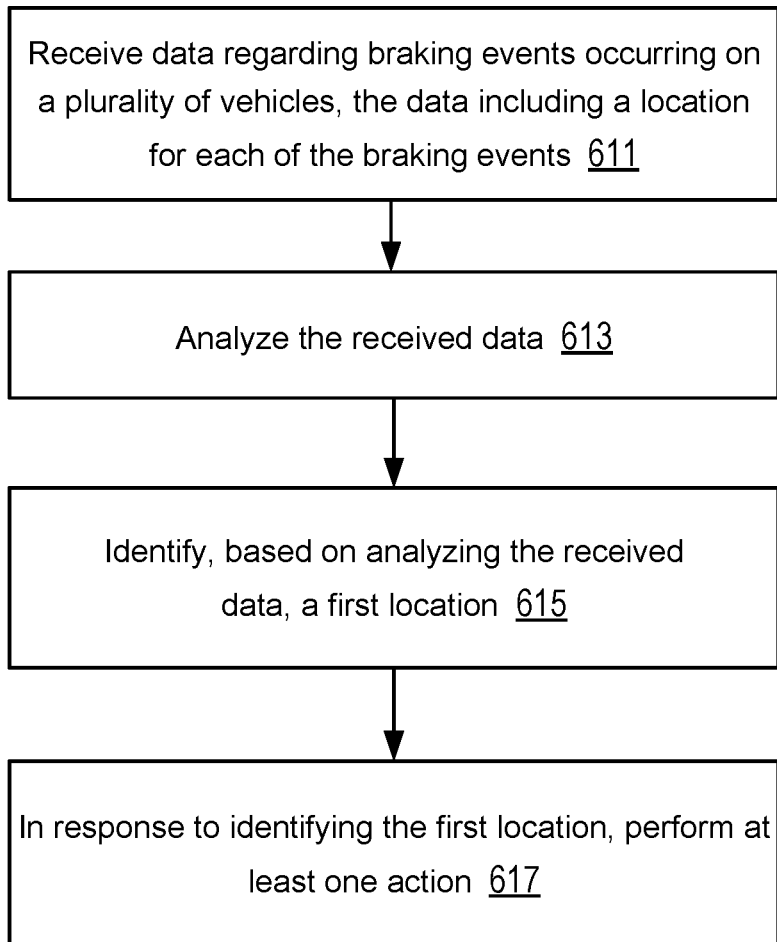 Receive data regarding braking events occurring on
a plurality of vehicles, the data including a location
for each of the braking events 611
Analyze the received data 613
Identify, based on analyzing the received
data, a first location 615
In response to identifying the first location, perform at
least one action 617